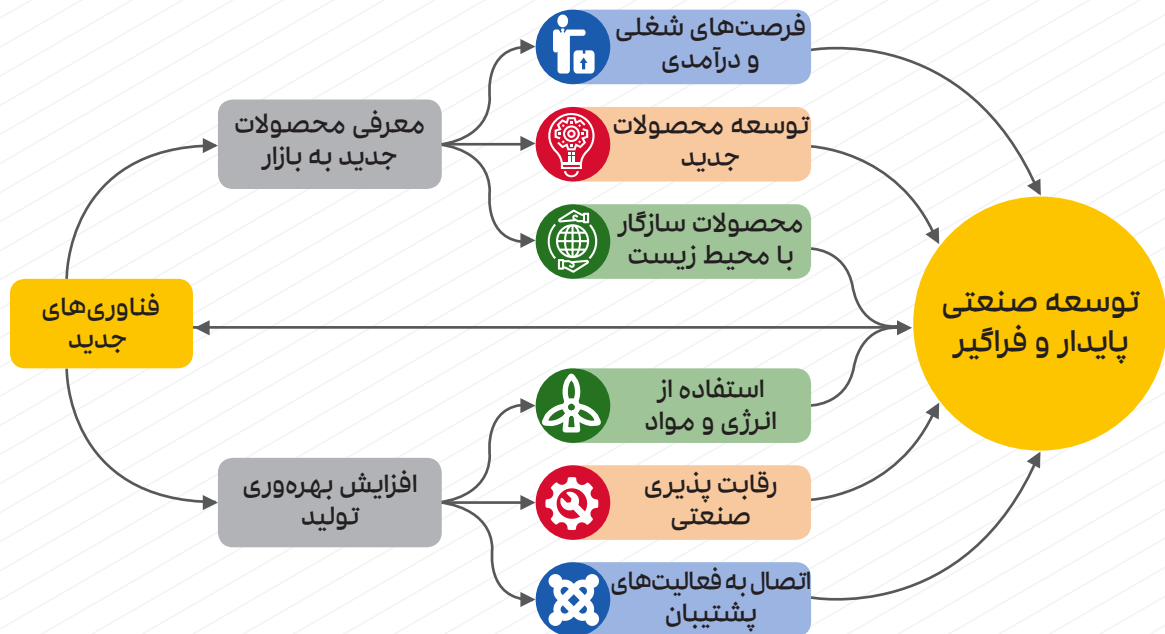 فرصت‌های شغلی
و درآمدی
معرفی محصولات
جدید به بازار
توسعه محصولات
جدید
محصولات سازگار
با محیط زیست
فناوری‌های
جدید
توسعه صنعتی
پایدار و فراگیر
استفاده از
انرژی و مواد
افزایش بهره‌وری
تولید
رقابت پذیری
صنعتی
اتصال به فعالیت‌های
پشتیبان